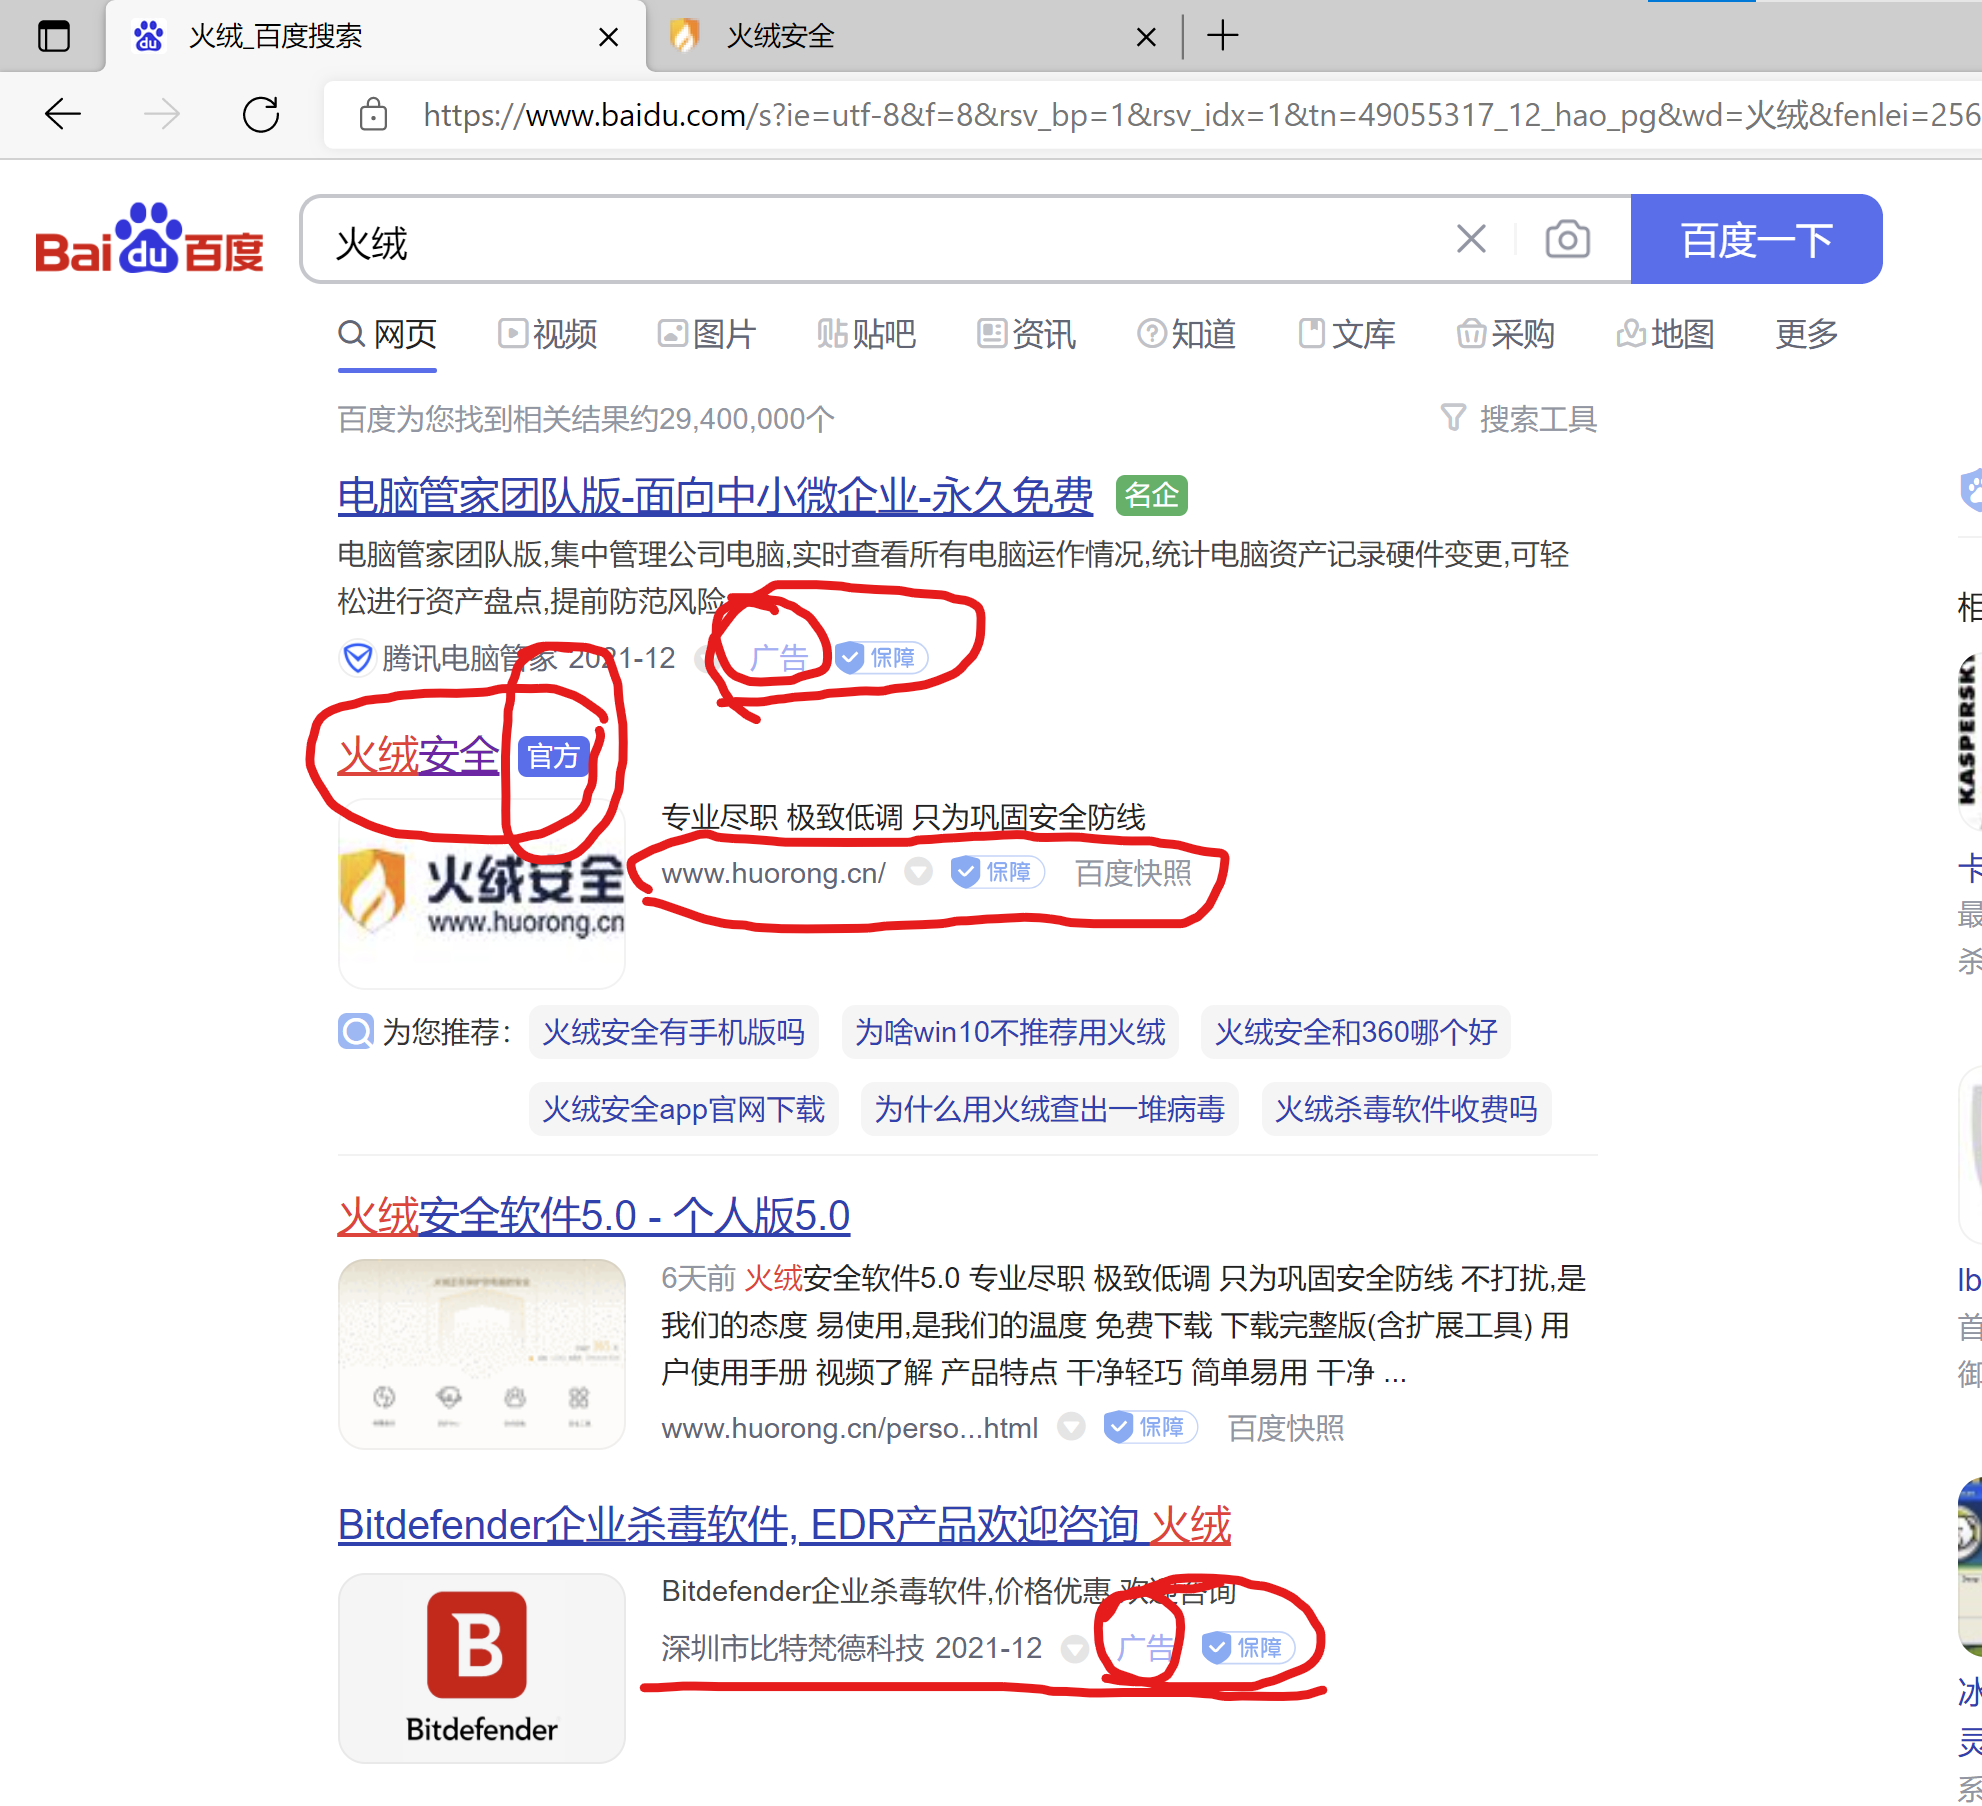 火绒_百度搜索
火绒安全
https://www.baidu.com/s?ie=utf-8&f=8&rsv_bp=1&rsv_idx=1&tn=49055317_12_hao_pg&wd=火绒&fenlei=256
Bai du 百度
火绒
百度一下
网页 视频 图片 贴吧 资讯 知道 文库 采购 地图 更多
百度为您找到相关结果约29,400,000个 搜索工具
电脑管家团队版-面向中小微企业-永久免费 名企
电脑管家团队版,集中管理公司电脑,实时查看所有电脑运作情况,统计电脑资产记录硬件变更,可轻
松进行资产盘点,提前防范风险
腾讯电脑管家 2021-12 广告 保障
火绒安全 官方
专业尽职 极致低调 只为巩固安全防线
www.huorong.cn/ 保障 百度快照
火绒安全
www.huorong.cn
为您推荐: 火绒安全有手机版吗 为啥win10不推荐用火绒 火绒安全和360哪个好
火绒安全app官网下载 为什么用火绒查出一堆病毒 火绒杀毒软件收费吗
火绒安全软件5.0 - 个人版5.0
6天前 火绒安全软件5.0 专业尽职 极致低调 只为巩固安全防线 不打扰,是
我们的态度 易使用,是我们的温度 免费下载 下载完整版(含扩展工具) 用
户使用手册 视频了解 产品特点 干净轻巧 简单易用 干净 ...
www.huorong.cn/perso...html 保障 百度快照
Bitdefender企业杀毒软件, EDR产品欢迎咨询 火绒
Bitdefender企业杀毒软件,价格优惠,欢迎咨询
深圳市比特梵德科技 2021-12 广告 保障
B
Bitdefender
相
KASPERSK
卡
最
杀
Ib
首
御
冰
灵
系